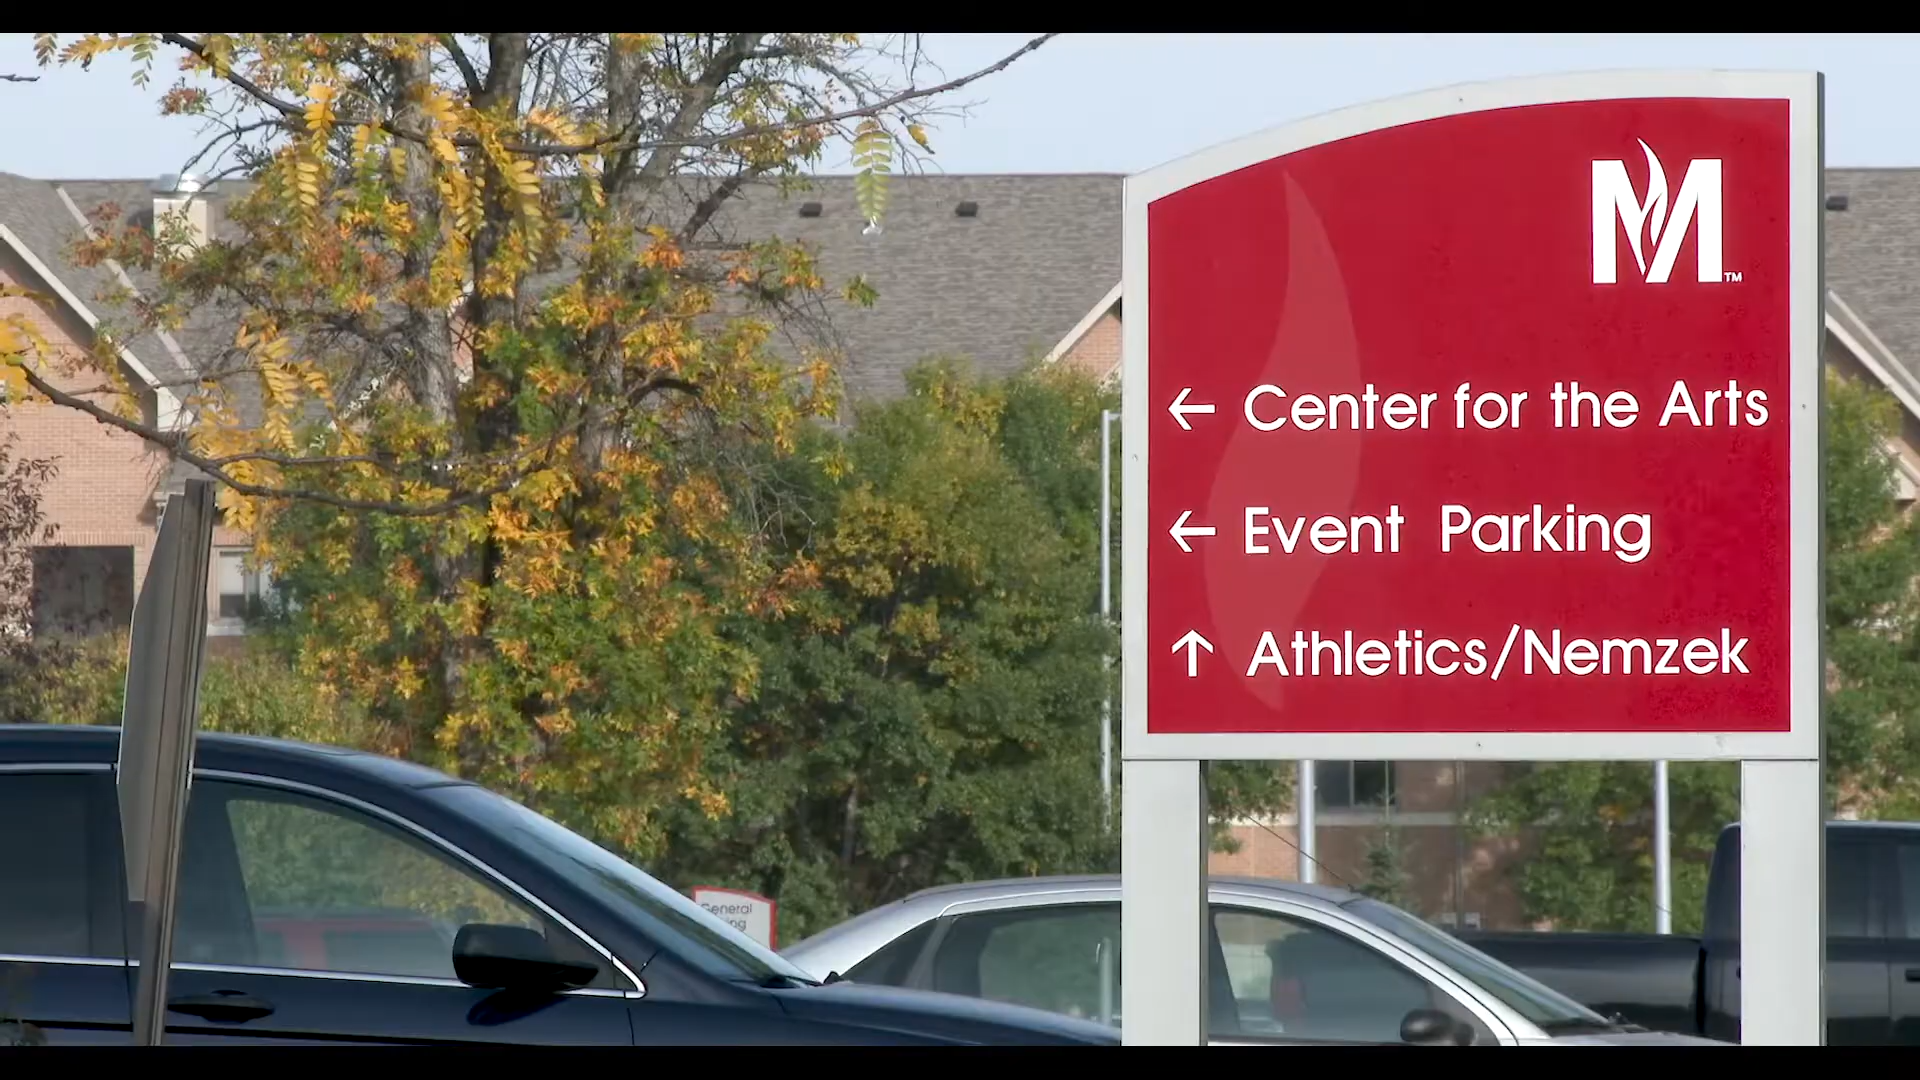 M
TM
← Center for the Arts
← Event Parking
↑ Athletics/Nemzek
General